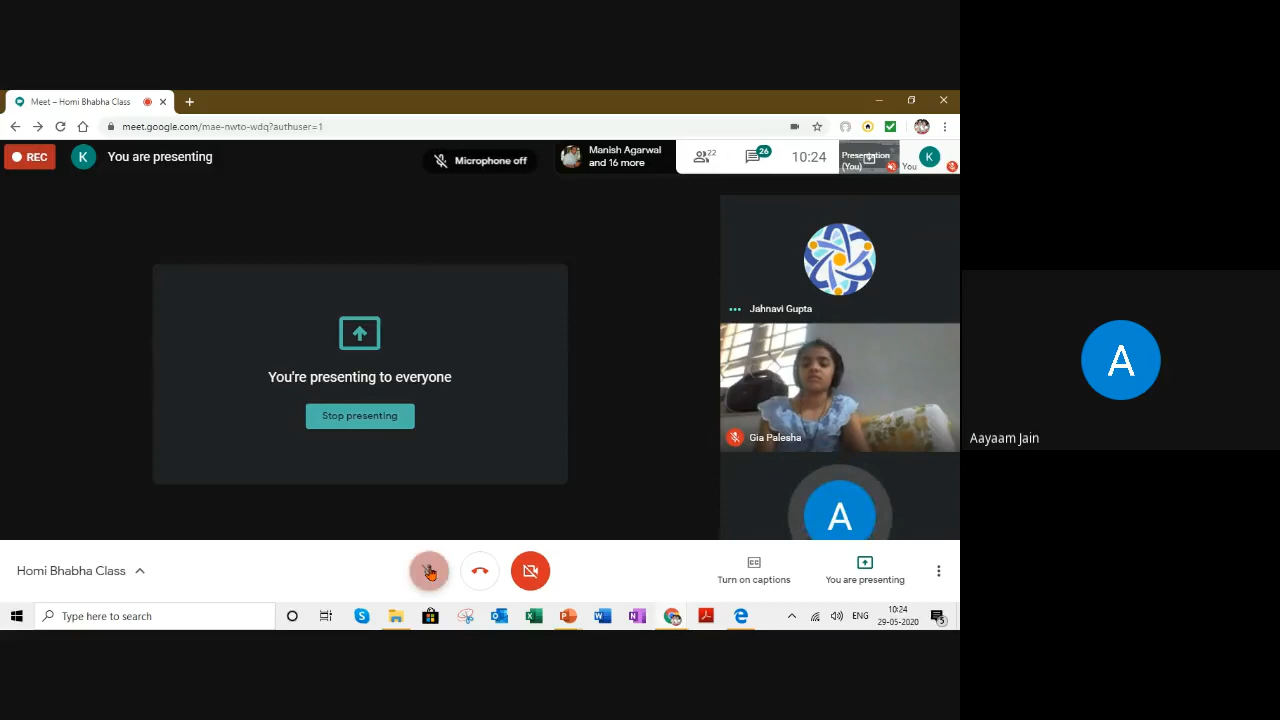 Meet – Homi Bhabha Class
meet.google.com/mae-nwto-wdq?authuser=1
REC
K
You are presenting
Microphone off
Manish Agarwal
and 16 more
22
26
10:24
Presentation
(You)
You
K
Jahnavi Gupta
Gia Palesha
A
You're presenting to everyone
Stop presenting
A
Aayaam Jain
Homi Bhabha Class
CC
Turn on captions
You are presenting
Type here to search
ENG
10:24
29-05-2020
5